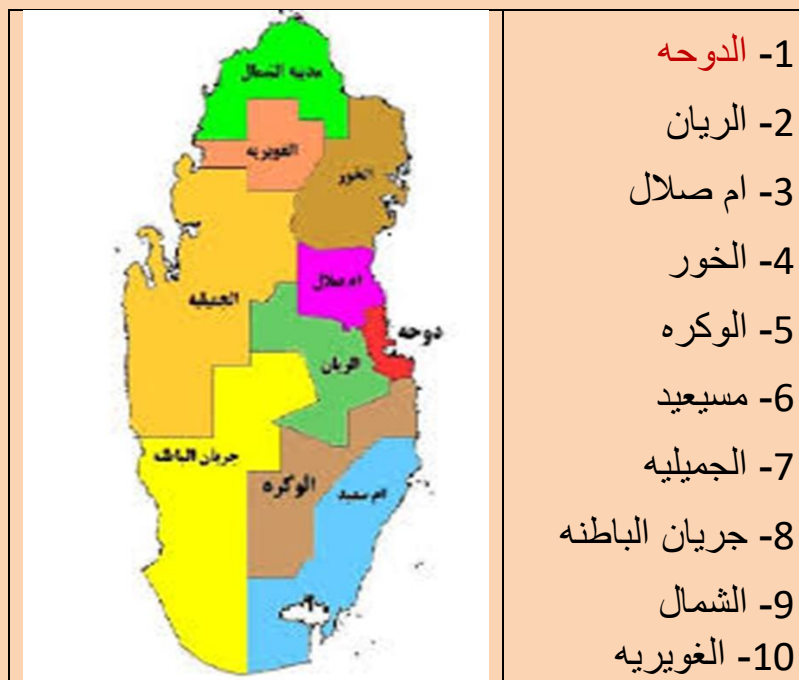 مدينه الشمال
الغويريه
الخور
ام صلال
الجميليه
دوحه
الريان
جريان الباطنه
الوكره
ام سعيد
1- الدوحه
2- الريان
3- ام صلال
4- الخور
5- الوكره
6- مسيعيد
7- الجميليه
8- جريان الباطنه
9- الشمال
10- الغويريه